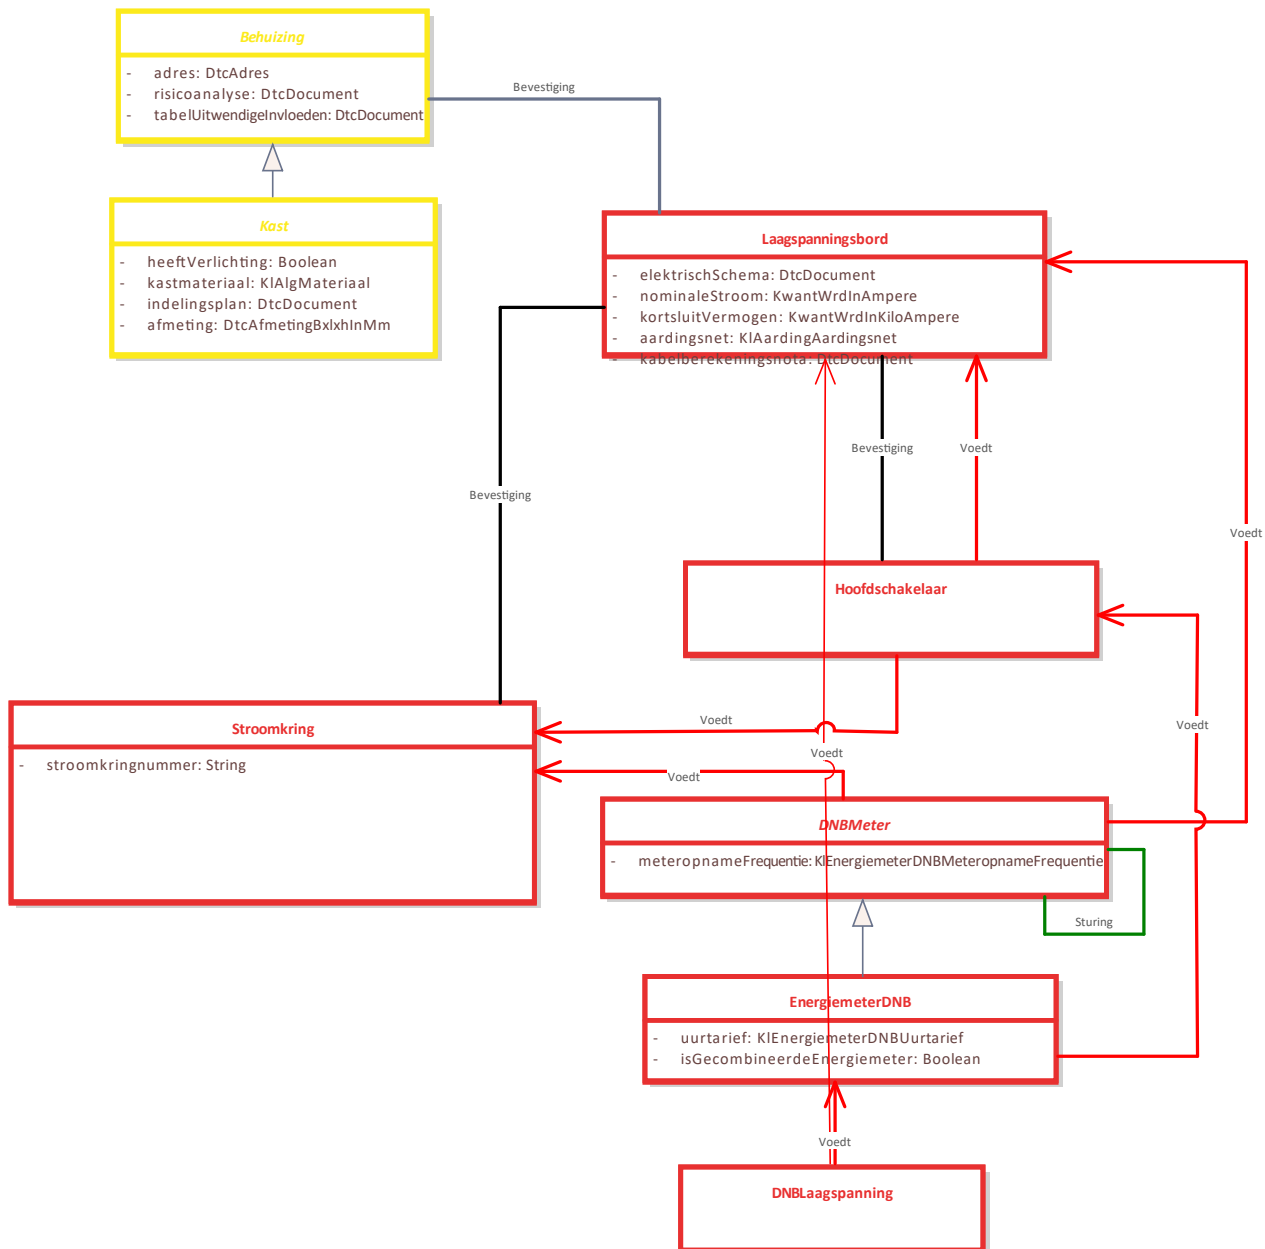 Behuizing
- adres: DtcAdres
- risicoanalyse: DtcDocument
- tabelUitwendigeInvloeden: DtcDocument
Bevestiging
Kast
- heeftVerlichting: Boolean
- kastmateriaal: KlAlgMateriaal
- indelingsplan: DtcDocument
- afmeting: DtcAfmetingBxlxhInMm
Laagspanningsbord
- elektrischSchema: DtcDocument
- nominaleStroom: KwantWrdInAmpere
- kortsluitVermogen: KwantWrdInKiloAmpere
- aardingsnet: KlAardingAardingsnet
- kabelberekeningsnota: DtcDocument
Bevestiging
Voedt
Bevestiging
Voedt
Hoofdschakelaar
Voedt
Voedt
Stroomkring
- stroomkringnummer: String
Voedt
Voedt
DNBMeter
- meteropnameFrequentie: KlEnergiemeterDNBMeteropnameFrequentie
Sturing
EnergiemeterDNB
- uurtarief: KlEnergiemeterDNBUurtarief
- isGecombineerdeEnergiemeter: Boolean
Voedt
DNBLaagspanning